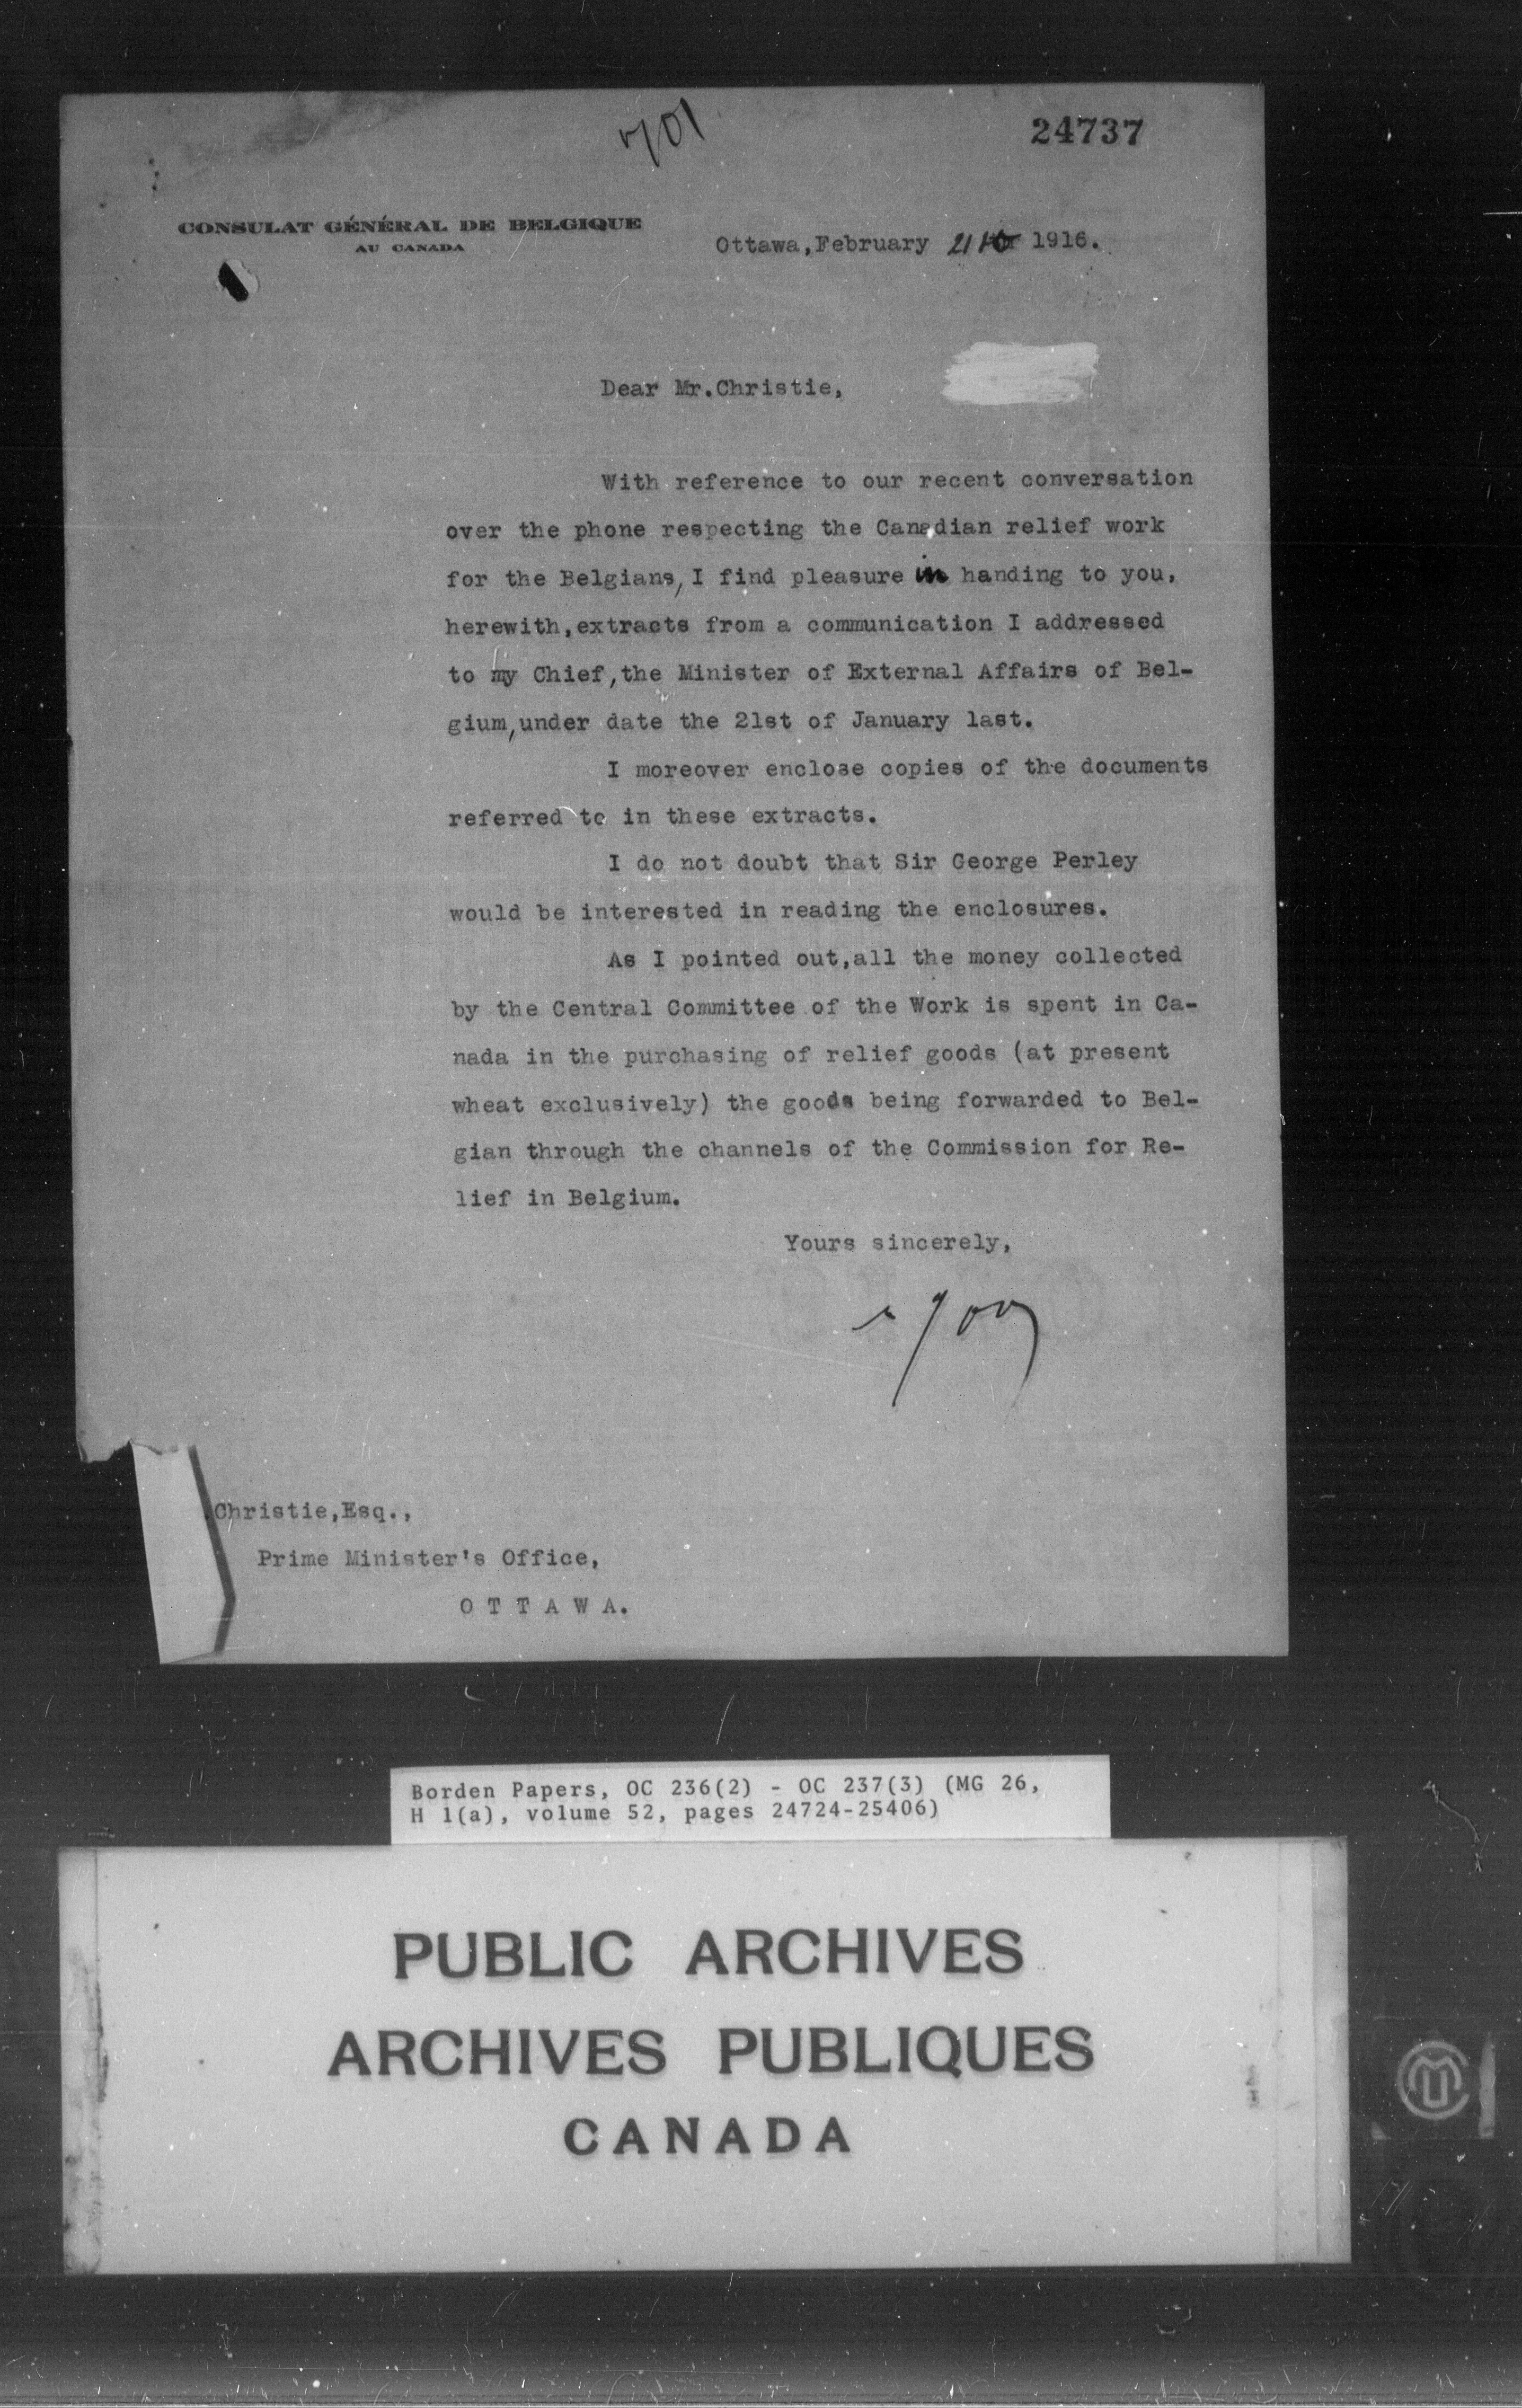 701
24737
CONSULAT GÉNÉRAL DE BELGIQUE
AU CANADA
Ottawa,February 21 1916.
Dear Mr.Christie,
With reference to our recent conversation
over the phone respecting the Canadian relief work
for the Belgians, I find pleasure in handing to you,
herewith,extracts from a communication I addressed
to my Chief,the Minister of External Affairs of Bel-
gium,under date the 21st of January last.
I moreover enclose copies of the documents
referred to in these extracts.
I do not doubt that Sir George Perley
would be interested in reading the enclosures.
As I pointed out,all the money collected
by the Central Committee of the Work is spent in Ca-
nada in the purchasing of relief goods (at present
wheat exclusively) the goods being forwarded to Bel-
gian through the channels of the Commission for Re-
lief in Belgium.
Yours sincerely,
.Christie,Esq.,
Prime Minister's Office,
O T T A W A.
Borden Papers, OC 236(2) - OC 237(3) (MG 26,
H 1(a), volume 52, pages 24724-25406)
PUBLIC ARCHIVES
ARCHIVES PUBLIQUES
CANADA